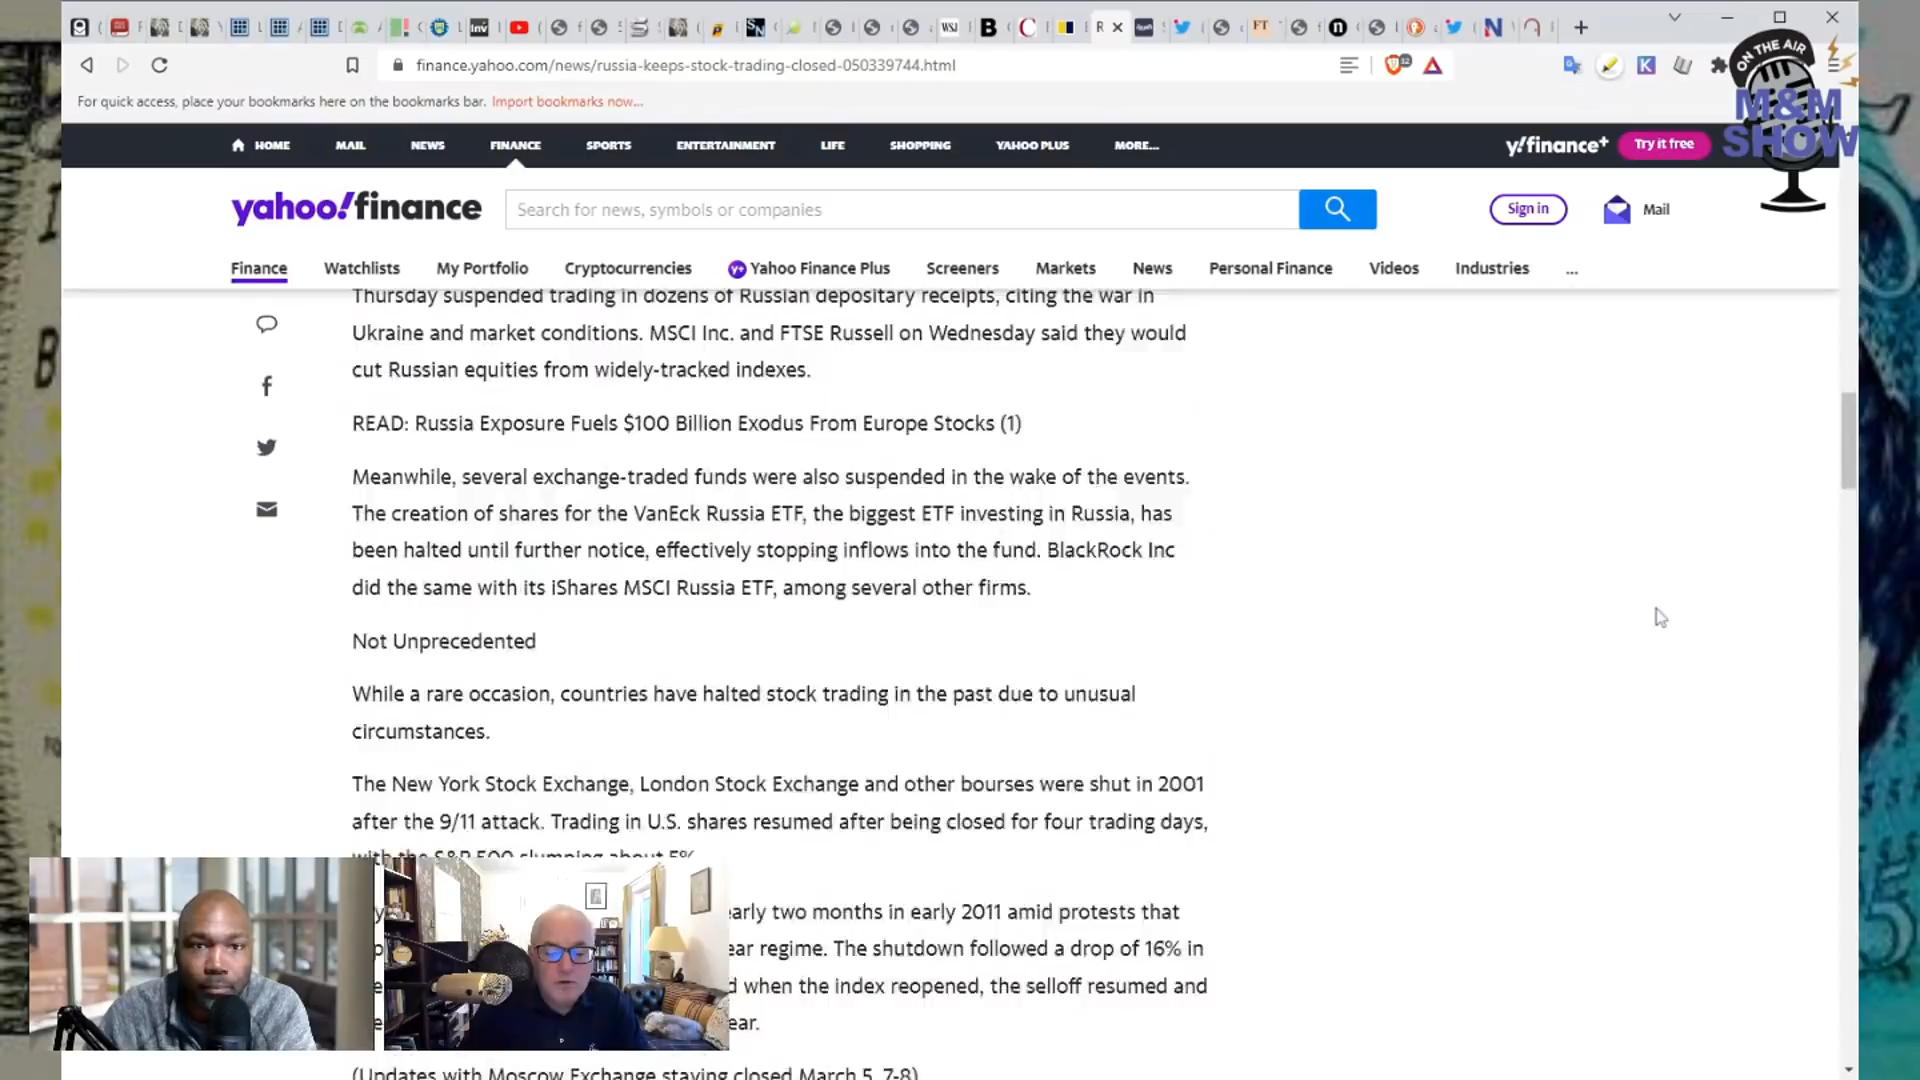 ON THE AIR
M&M
SHOW
finance.yahoo.com/news/russia-keeps-stock-trading-closed-050339744.html
For quick access, place your bookmarks here on the bookmarks bar. Import bookmarks now...
HOME MAIL NEWS FINANCE SPORTS ENTERTAINMENT LIFE SHOPPING YAHOO PLUS MORE... y!finance+ Try it free
yahoo!finance Search for news, symbols or companies Sign in Mail
Finance Watchlists My Portfolio Cryptocurrencies Yahoo Finance Plus Screeners Markets News Personal Finance Videos Industries ...
Thursday suspended trading in dozens of Russian depositary receipts, citing the war in
Ukraine and market conditions. MSCI Inc. and FTSE Russell on Wednesday said they would
cut Russian equities from widely-tracked indexes.
READ: Russia Exposure Fuels $100 Billion Exodus From Europe Stocks (1)
Meanwhile, several exchange-traded funds were also suspended in the wake of the events.
The creation of shares for the VanEck Russia ETF, the biggest ETF investing in Russia, has
been halted until further notice, effectively stopping inflows into the fund. BlackRock Inc
did the same with its iShares MSCI Russia ETF, among several other firms.
Not Unprecedented
While a rare occasion, countries have halted stock trading in the past due to unusual
circumstances.
The New York Stock Exchange, London Stock Exchange and other bourses were shut in 2001
after the 9/11 attack. Trading in U.S. shares resumed after being closed for four trading days,
with the S&P 500 slumping about 5%
early two months in early 2011 amid protests that
ear regime. The shutdown followed a drop of 16% in
d when the index reopened, the selloff resumed and
ear.
(Updates with Moscow Exchange staying closed March 5, 7-8)